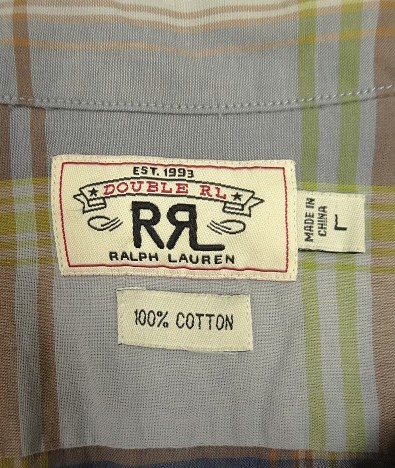 EST. 1993
DOUBLE RL
RRL
RALPH LAUREN
MADE IN
CHINA
L
100% COTTON